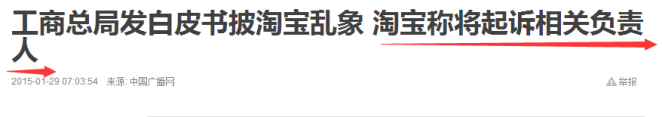 工商总局发白皮书披淘宝乱象 淘宝称将起诉相关负责
人
2015-01-29 07:03:54 来源: 中国广播网 举报